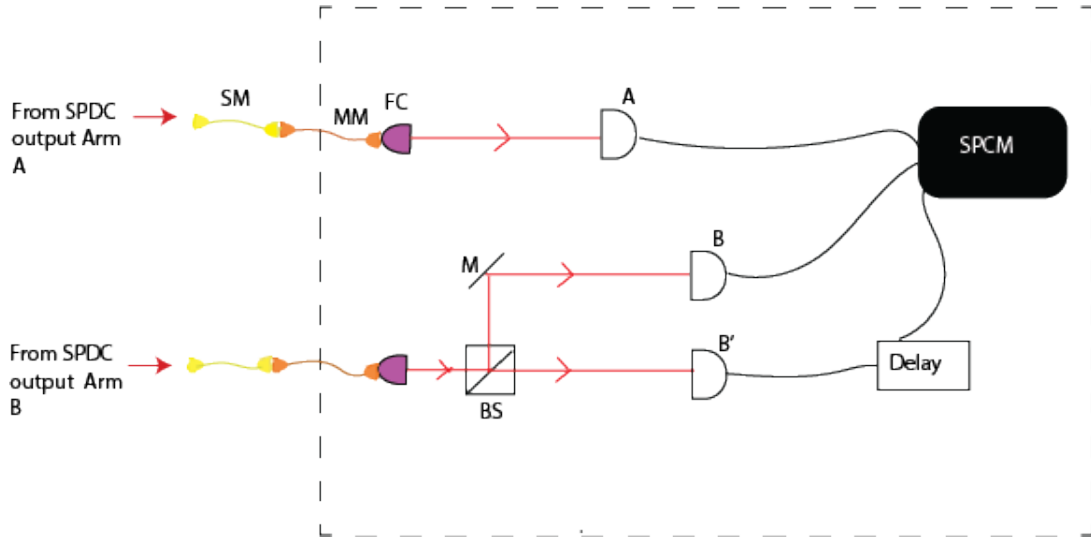 From SPDC
output Arm
A
SM
MM
FC
A
SPCM
M
B
From SPDC
output Arm
B
BS
B'
Delay